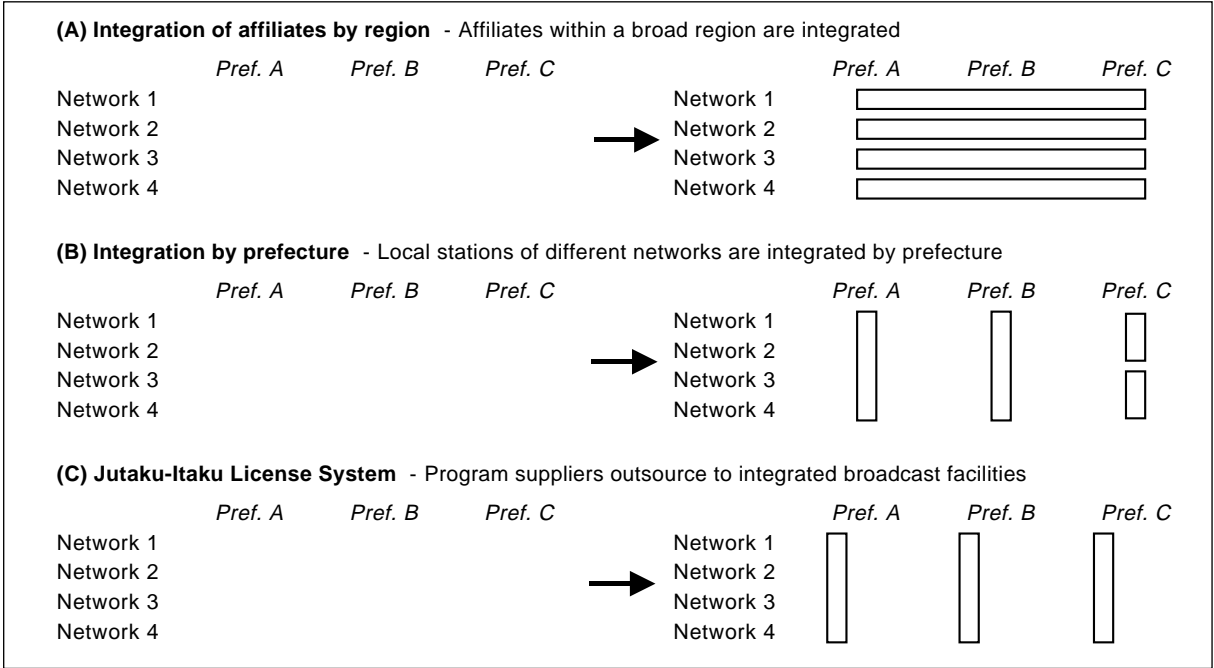 (A) Integration of affiliates by region - Affiliates within a broad region are integrated
Pref. A Pref. B Pref. C Pref. A Pref. B Pref. C
Network 1 Network 1
Network 2 Network 2
Network 3 Network 3
Network 4 Network 4
(B) Integration by prefecture - Local stations of different networks are integrated by prefecture
Pref. A Pref. B Pref. C Pref. A Pref. B Pref. C
Network 1 Network 1
Network 2 Network 2
Network 3 Network 3
Network 4 Network 4
(C) Jutaku-Itaku License System - Program suppliers outsource to integrated broadcast facilities
Pref. A Pref. B Pref. C Pref. A Pref. B Pref. C
Network 1 Network 1
Network 2 Network 2
Network 3 Network 3
Network 4 Network 4